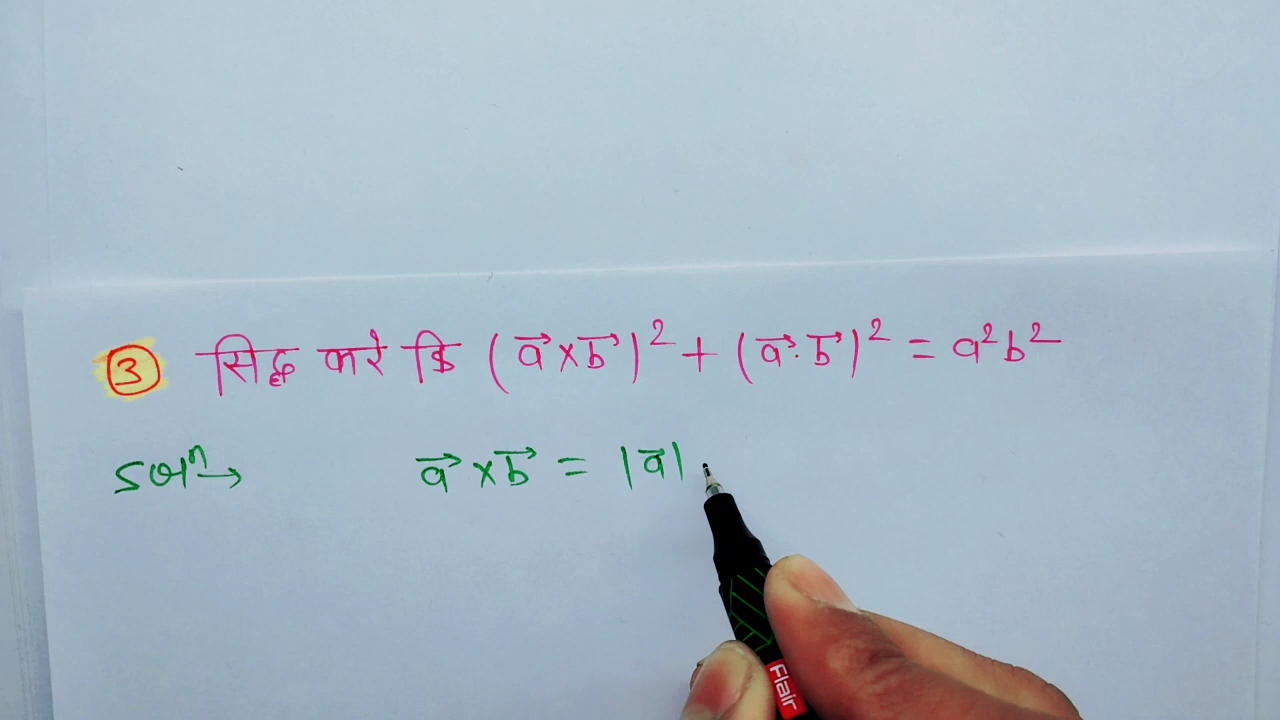 ③ सिद्ध करे कि (a⃗ × b⃗)² + (a⃗ · b⃗)² = a²b²
Solⁿ → a⃗ × b⃗ = |a⃗|
Flair